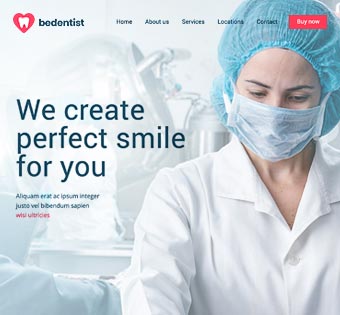 bedentist
Home About us Services Locations Contact Buy now
We create
perfect smile
for you
Aliquam erat ac ipsum integer
justo vel bibendum sapien
wisi ultricies